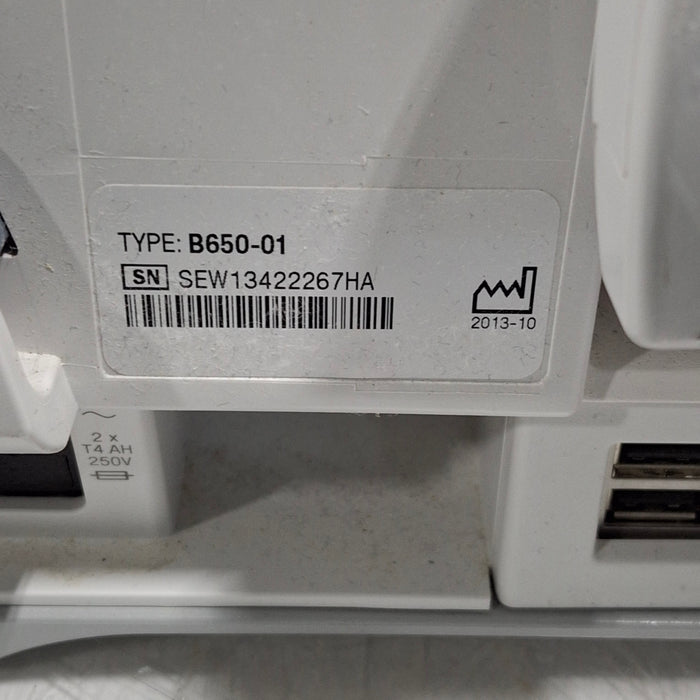 TYPE: B650-01
SN SEW13422267HA
2013-10
2 x
T4 AH
250V